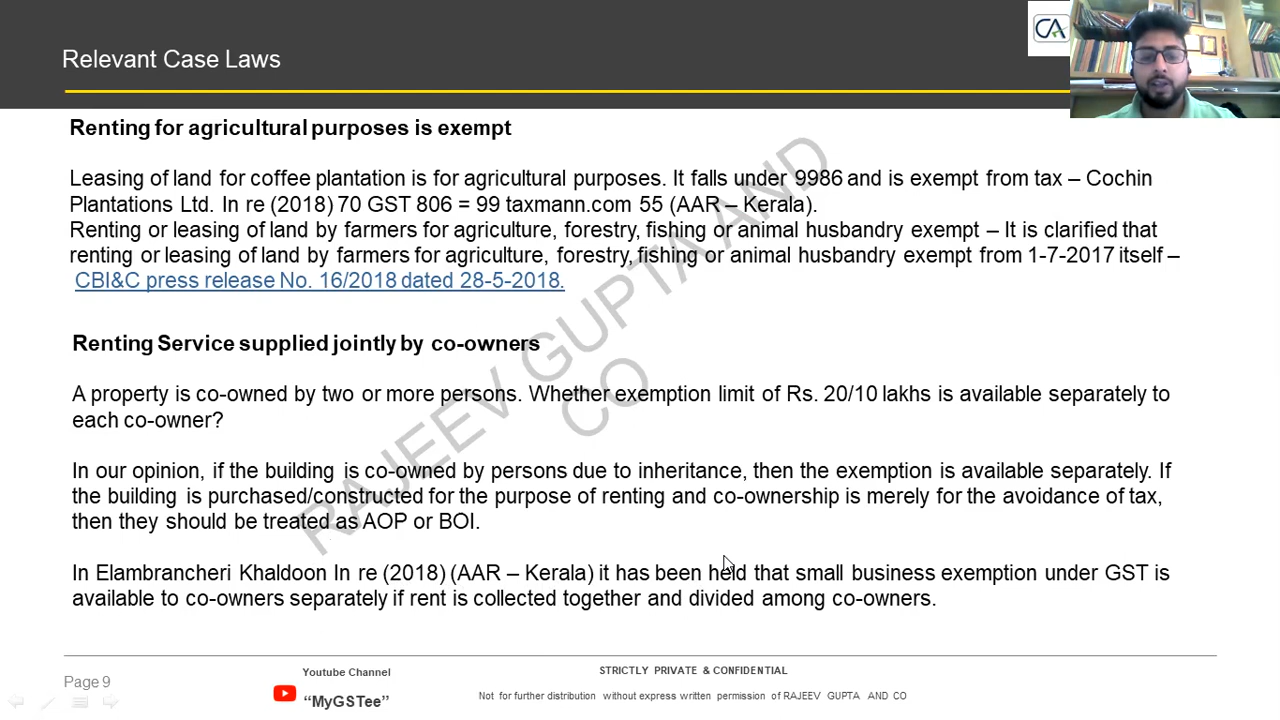 Relevant Case Laws
CA
Renting for agricultural purposes is exempt
Leasing of land for coffee plantation is for agricultural purposes. It falls under 9986 and is exempt from tax – Cochin
Plantations Ltd. In re (2018) 70 GST 806 = 99 taxmann.com 55 (AAR – Kerala).
Renting or leasing of land by farmers for agriculture, forestry, fishing or animal husbandry exempt – It is clarified that
renting or leasing of land by farmers for agriculture, forestry, fishing or animal husbandry exempt from 1-7-2017 itself –
CBI&C press release No. 16/2018 dated 28-5-2018.
Renting Service supplied jointly by co-owners
A property is co-owned by two or more persons. Whether exemption limit of Rs. 20/10 lakhs is available separately to
each co-owner?
In our opinion, if the building is co-owned by persons due to inheritance, then the exemption is available separately. If
the building is purchased/constructed for the purpose of renting and co-ownership is merely for the avoidance of tax,
then they should be treated as AOP or BOI.
In Elambrancheri Khaldoon In re (2018) (AAR – Kerala) it has been held that small business exemption under GST is
available to co-owners separately if rent is collected together and divided among co-owners.
RAJEEV GUPTA AND
CO
Page 9
Youtube Channel
“MyGSTee”
STRICTLY PRIVATE & CONFIDENTIAL
Not for further distribution without express written permission of RAJEEV GUPTA AND CO